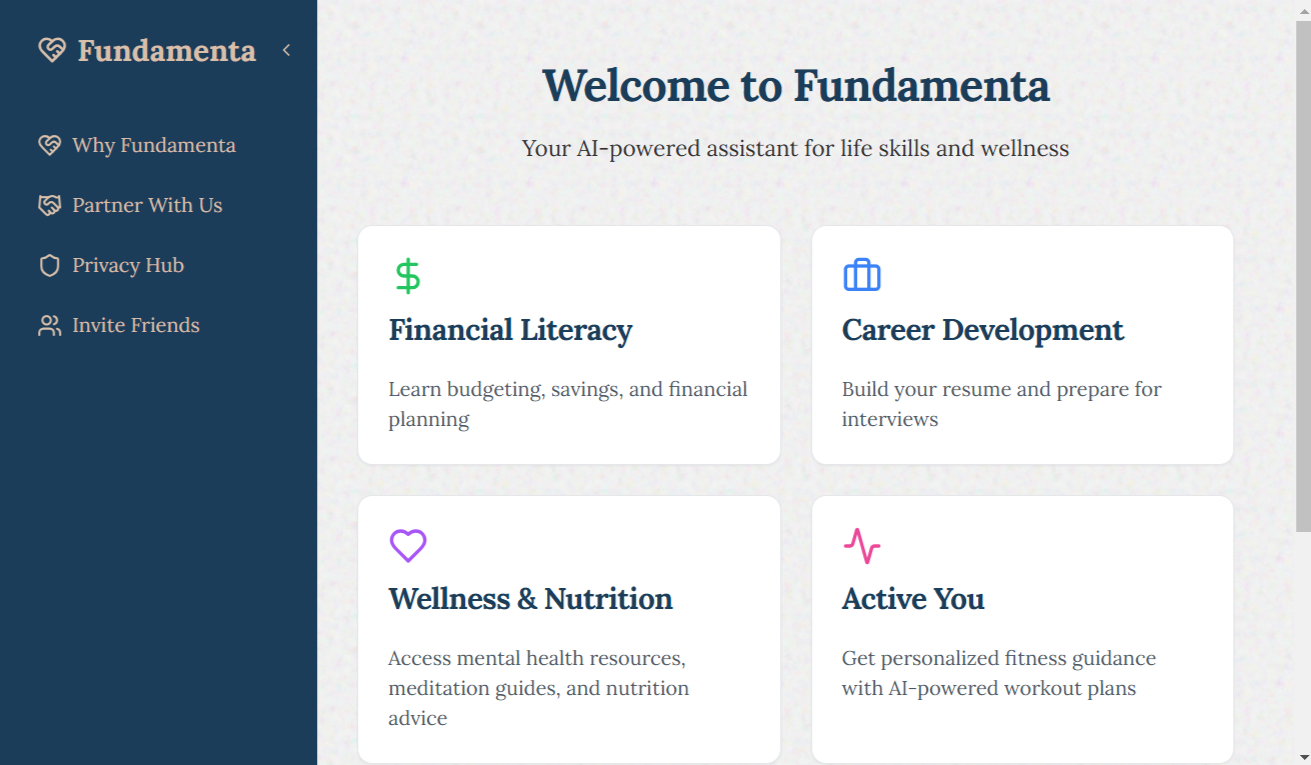 Fundamenta
Why Fundamenta
Partner With Us
Privacy Hub
Invite Friends
Welcome to Fundamenta
Your AI-powered assistant for life skills and wellness
Financial Literacy
Learn budgeting, savings, and financial
planning
Career Development
Build your resume and prepare for
interviews
Wellness & Nutrition
Access mental health resources,
meditation guides, and nutrition
advice
Active You
Get personalized fitness guidance
with AI-powered workout plans